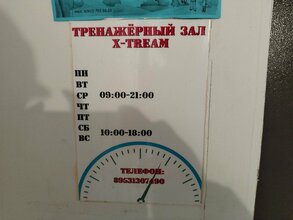 ТРЕНАЖЁРНЫЙ ЗАЛ
X-TREAM
ПН
ВТ
СР 09:00-21:00
ЧТ
ПТ
СБ 10:00-18:00
ВС
ТЕЛЕФОН:
89531307490